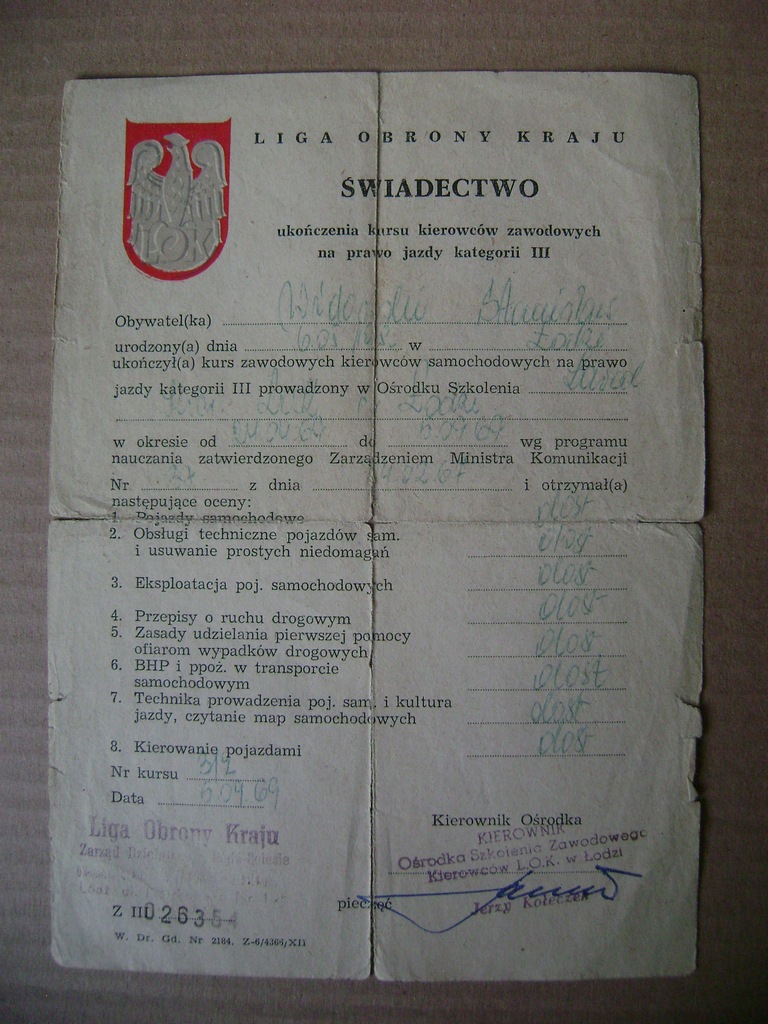 LOK
LIGA OBRONY KRAJU
ŚWIADECTWO
ukończenia kursu kierowców zawodowych
na prawo jazdy kategorii III
Obywatel(ka)
urodzony(a) dnia w
ukończył(a) kurs zawodowych kierowców samochodowych na prawo
jazdy kategorii III prowadzony w Ośrodku Szkolenia
w okresie od do wg programu
nauczania zatwierdzonego Zarządzeniem Ministra Komunikacji
Nr z dnia i otrzymał(a)
następujące oceny:
1. Pojazdy samochodowe dost
2. Obsługi techniczne pojazdów sam.
i usuwanie prostych niedomagań dost
3. Eksploatacja poj. samochodowych dost
4. Przepisy o ruchu drogowym dost
5. Zasady udzielania pierwszej pomocy
ofiarom wypadków drogowych dost
6. BHP i ppoż. w transporcie
samochodowym dost
7. Technika prowadzenia poj. sam. i kultura
jazdy, czytanie map samochodowych dost
8. Kierowanie pojazdami dost
Nr kursu
Data 5.04.69
Liga Obrony Kraju
Zarząd
Kierownik Ośrodka
KIEROWNIK
Ośrodka Szkolenia Zawodowego
Kierowców L.O.K. w Łodzi
Jerzy Kołeczek
pieczęć
Z III 0263
W. Dr. Gd. Nr 2184. Z-6/4366/XII